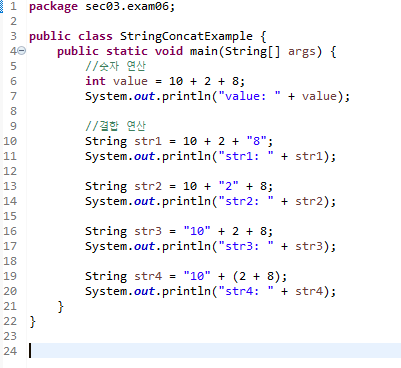 1 package sec03.exam06;
2
3 public class StringConcatExample {
4 public static void main(String[] args) {
5 //숫자 연산
6 int value = 10 + 2 + 8;
7 System.out.println("value: " + value);
8
9 //결합 연산
10 String str1 = 10 + 2 + "8";
11 System.out.println("str1: " + str1);
12
13 String str2 = 10 + "2" + 8;
14 System.out.println("str2: " + str2);
15
16 String str3 = "10" + 2 + 8;
17 System.out.println("str3: " + str3);
18
19 String str4 = "10" + (2 + 8);
20 System.out.println("str4: " + str4);
21 }
22 }
23
24